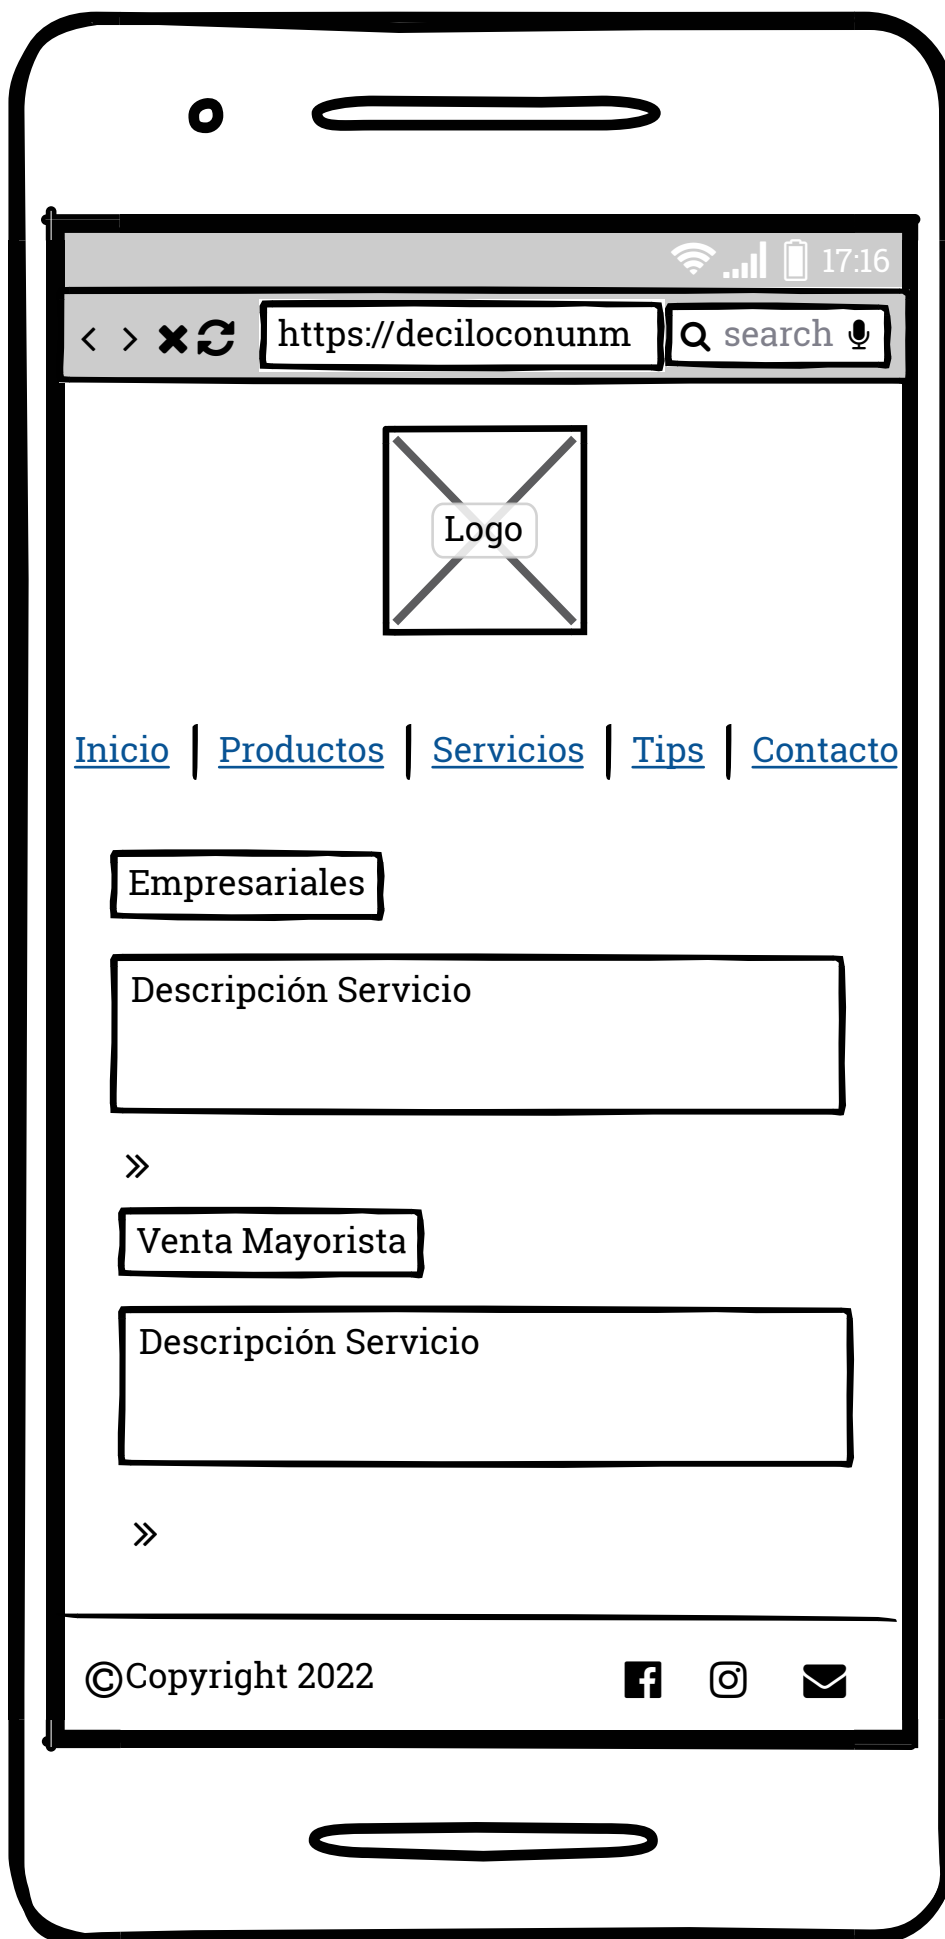 17:16
https://deciloconunm search
Logo
Inicio | Productos | Servicios | Tips | Contacto
Empresariales
Descripción Servicio
»
Venta Mayorista
Descripción Servicio
»
©Copyright 2022